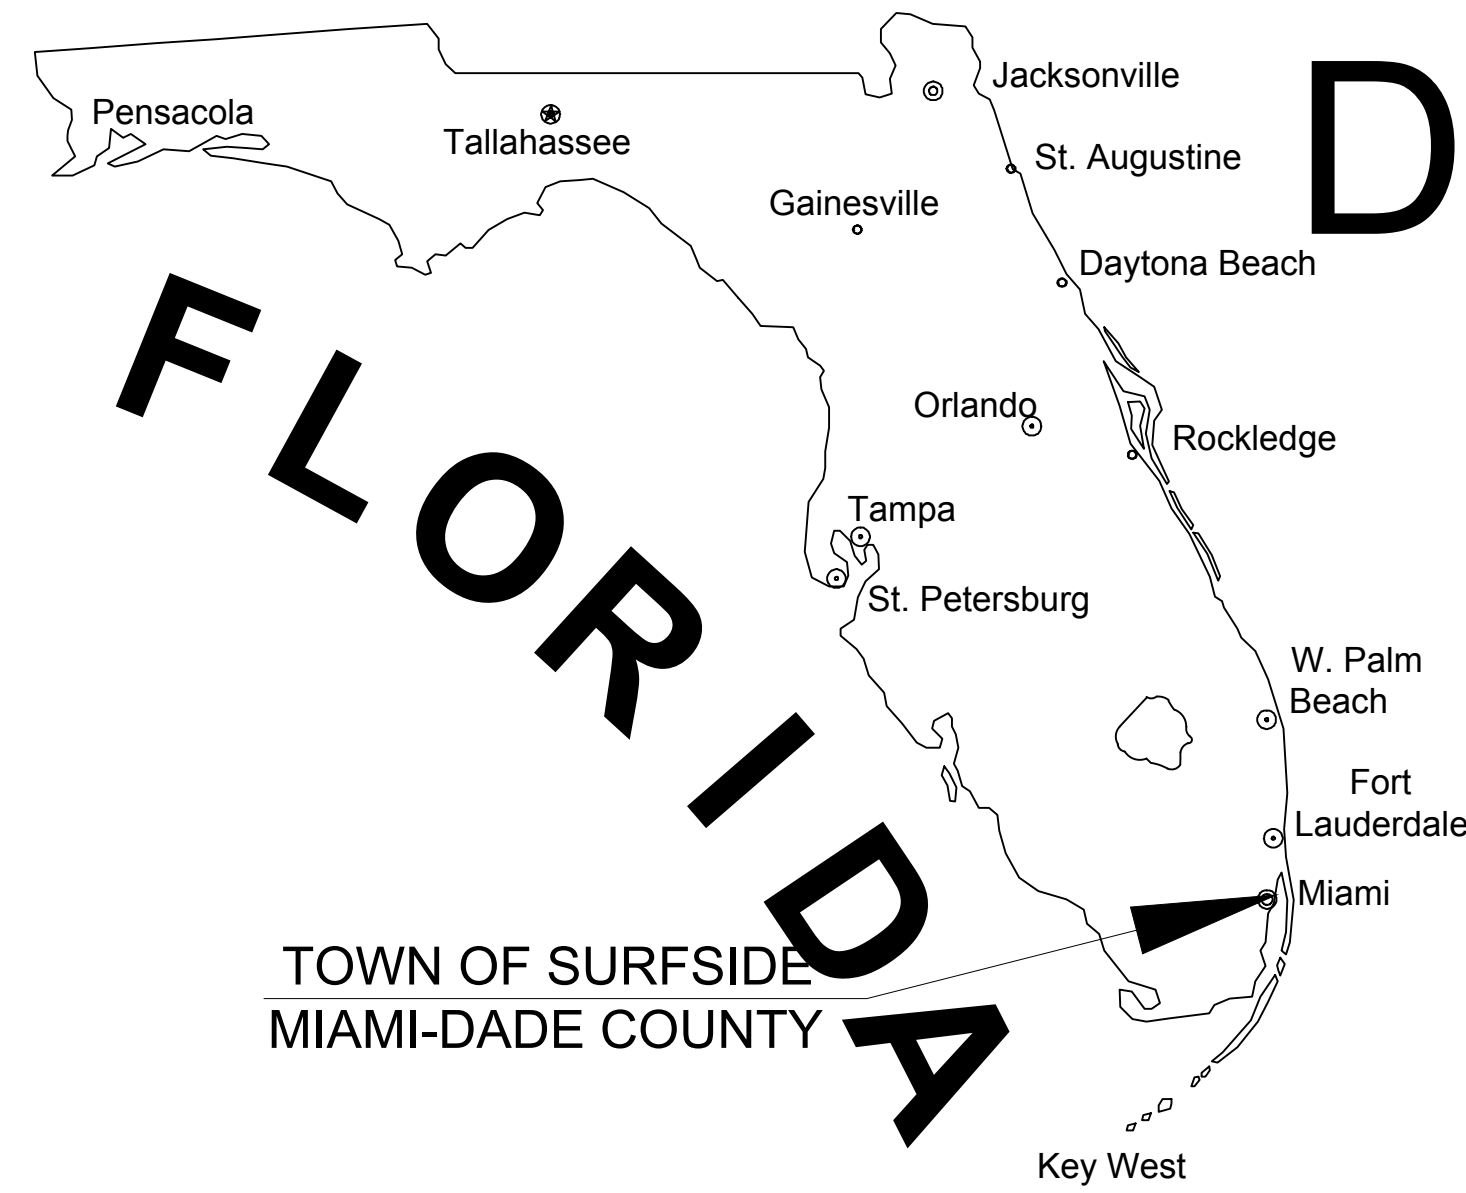 Jacksonville
D
Pensacola
Tallahassee
St. Augustine
Gainesville
Daytona Beach
FLORIDA
Orlando
Rockledge
Tampa
St. Petersburg
W. Palm
Beach
Fort
Lauderdale
Miami
TOWN OF SURFSIDE
MIAMI-DADE COUNTY
Key West